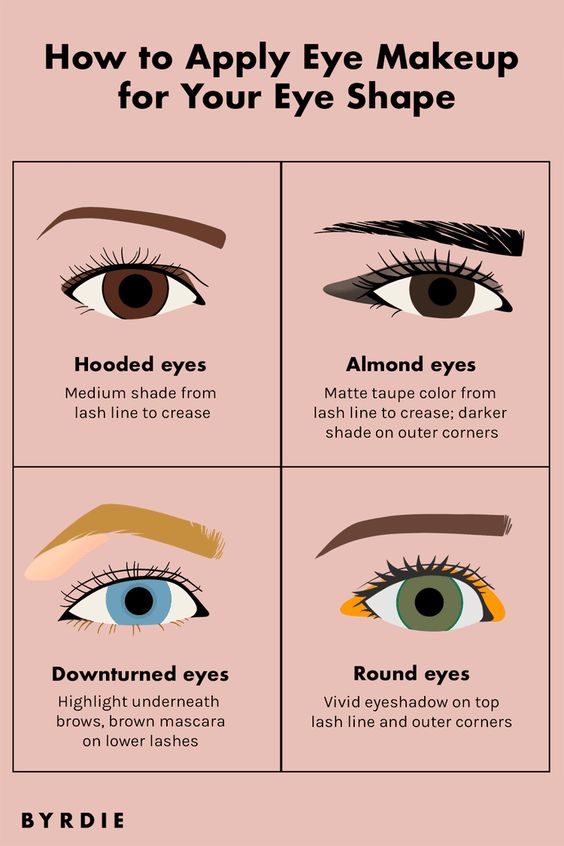 How to Apply Eye Makeup
for Your Eye Shape
Hooded eyes
Medium shade from
lash line to crease
Almond eyes
Matte taupe color from
lash line to crease; darker
shade on outer corners
Downturned eyes
Highlight underneath
brows, brown mascara
on lower lashes
Round eyes
Vivid eyeshadow on top
lash line and outer corners
BYRDIE